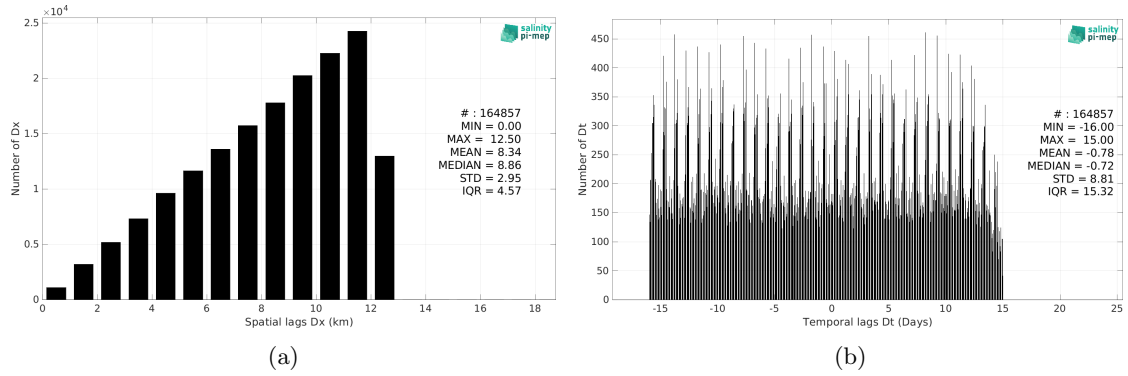 ×10⁴
2.5
2
1.5
1
0.5
0
Number of Dx
0 2 4 6 8 10 12 14 16 18
Spatial lags Dx (km)
salinity
pi-mep
# : 164857
MIN = 0.00
MAX = 12.50
MEAN = 8.34
MEDIAN = 8.86
STD = 2.95
IQR = 4.57
(a)
450
400
350
300
250
200
150
100
50
0
Number of Dt
-15 -10 -5 0 5 10 15 20 25
Temporal lags Dt (Days)
salinity
pi-mep
# : 164857
MIN = -16.00
MAX = 15.00
MEAN = -0.78
MEDIAN = -0.72
STD = 8.81
IQR = 15.32
(b)